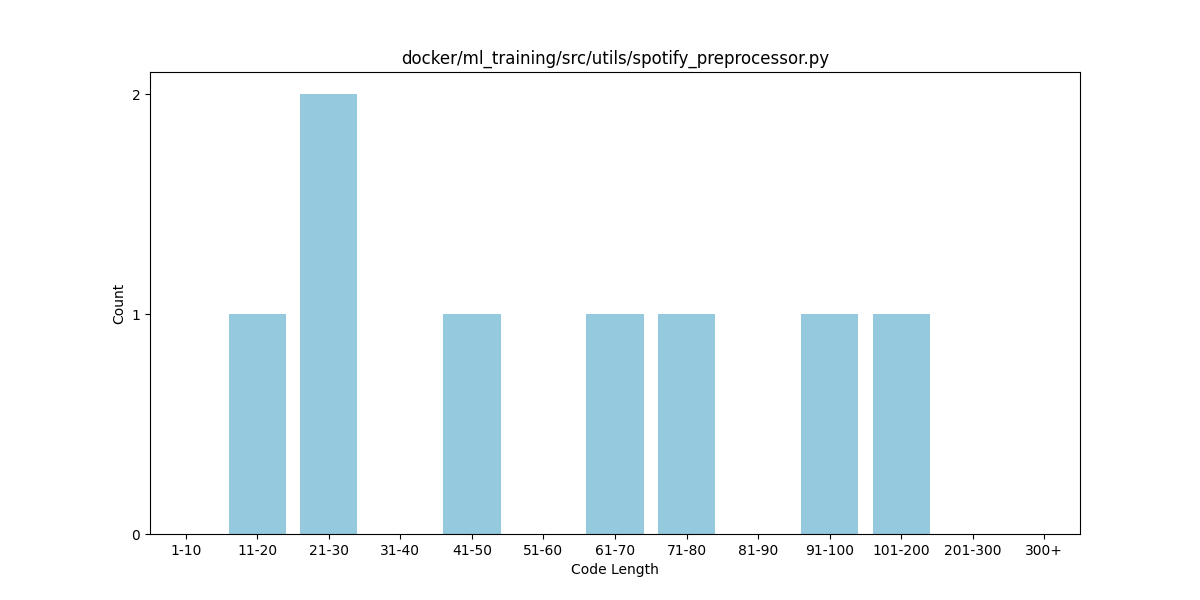 docker/ml_training/src/utils/spotify_preprocessor.py
2
1
0
Count
1-10 11-20 21-30 31-40 41-50 51-60 61-70 71-80 81-90 91-100 101-200 201-300 300+
Code Length